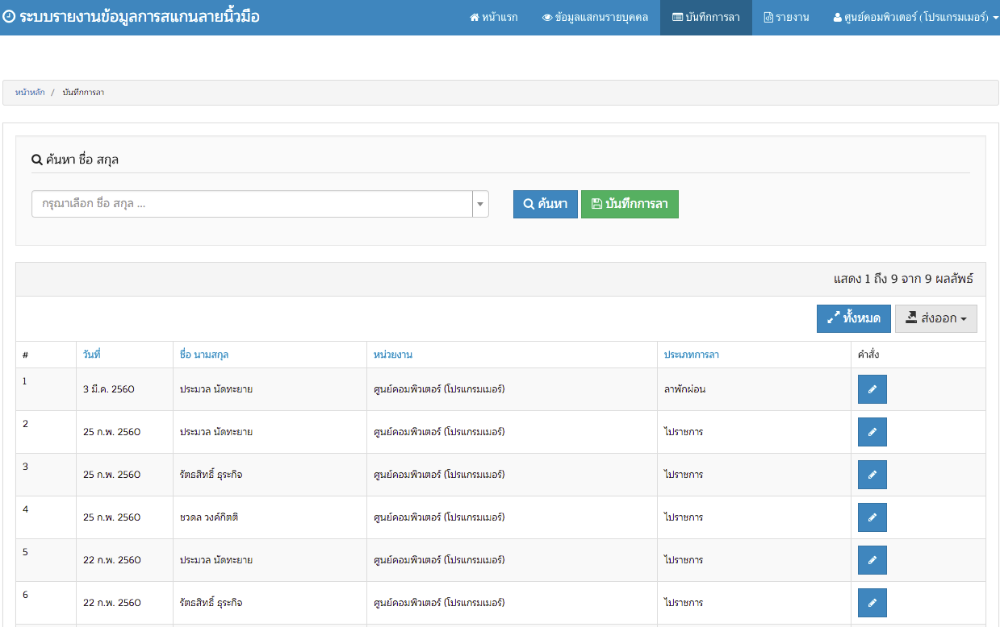 ระบบรายงานข้อมูลการสแกนลายนิ้วมือ หน้าแรก ข้อมูลแสกนรายบุคคล บันทึกการลา รายงาน ศูนย์คอมพิวเตอร์ (โปรแกรมเมอร์)
หน้าหลัก / บันทึกการลา
ค้นหา ชื่อ สกุล
กรุณาเลือก ชื่อ สกุล ... ค้นหา บันทึกการลา
แสดง 1 ถึง 9 จาก 9 ผลลัพธ์
ทั้งหมด ส่งออก
# วันที่ ชื่อ นามสกุล หน่วยงาน ประเภทการลา คำสั่ง
1 3 มี.ค. 2560 ประมวล นัดทะยาย ศูนย์คอมพิวเตอร์ (โปรแกรมเมอร์) ลาพักผ่อน
2 25 ก.พ. 2560 ประมวล นัดทะยาย ศูนย์คอมพิวเตอร์ (โปรแกรมเมอร์) ไปราชการ
3 25 ก.พ. 2560 รัตธสิทธิ์ ธุระกิจ ศูนย์คอมพิวเตอร์ (โปรแกรมเมอร์) ไปราชการ
4 25 ก.พ. 2560 ชวดล วงค์กิตติ ศูนย์คอมพิวเตอร์ (โปรแกรมเมอร์) ไปราชการ
5 22 ก.พ. 2560 ประมวล นัดทะยาย ศูนย์คอมพิวเตอร์ (โปรแกรมเมอร์) ไปราชการ
6 22 ก.พ. 2560 รัตธสิทธิ์ ธุระกิจ ศูนย์คอมพิวเตอร์ (โปรแกรมเมอร์) ไปราชการ